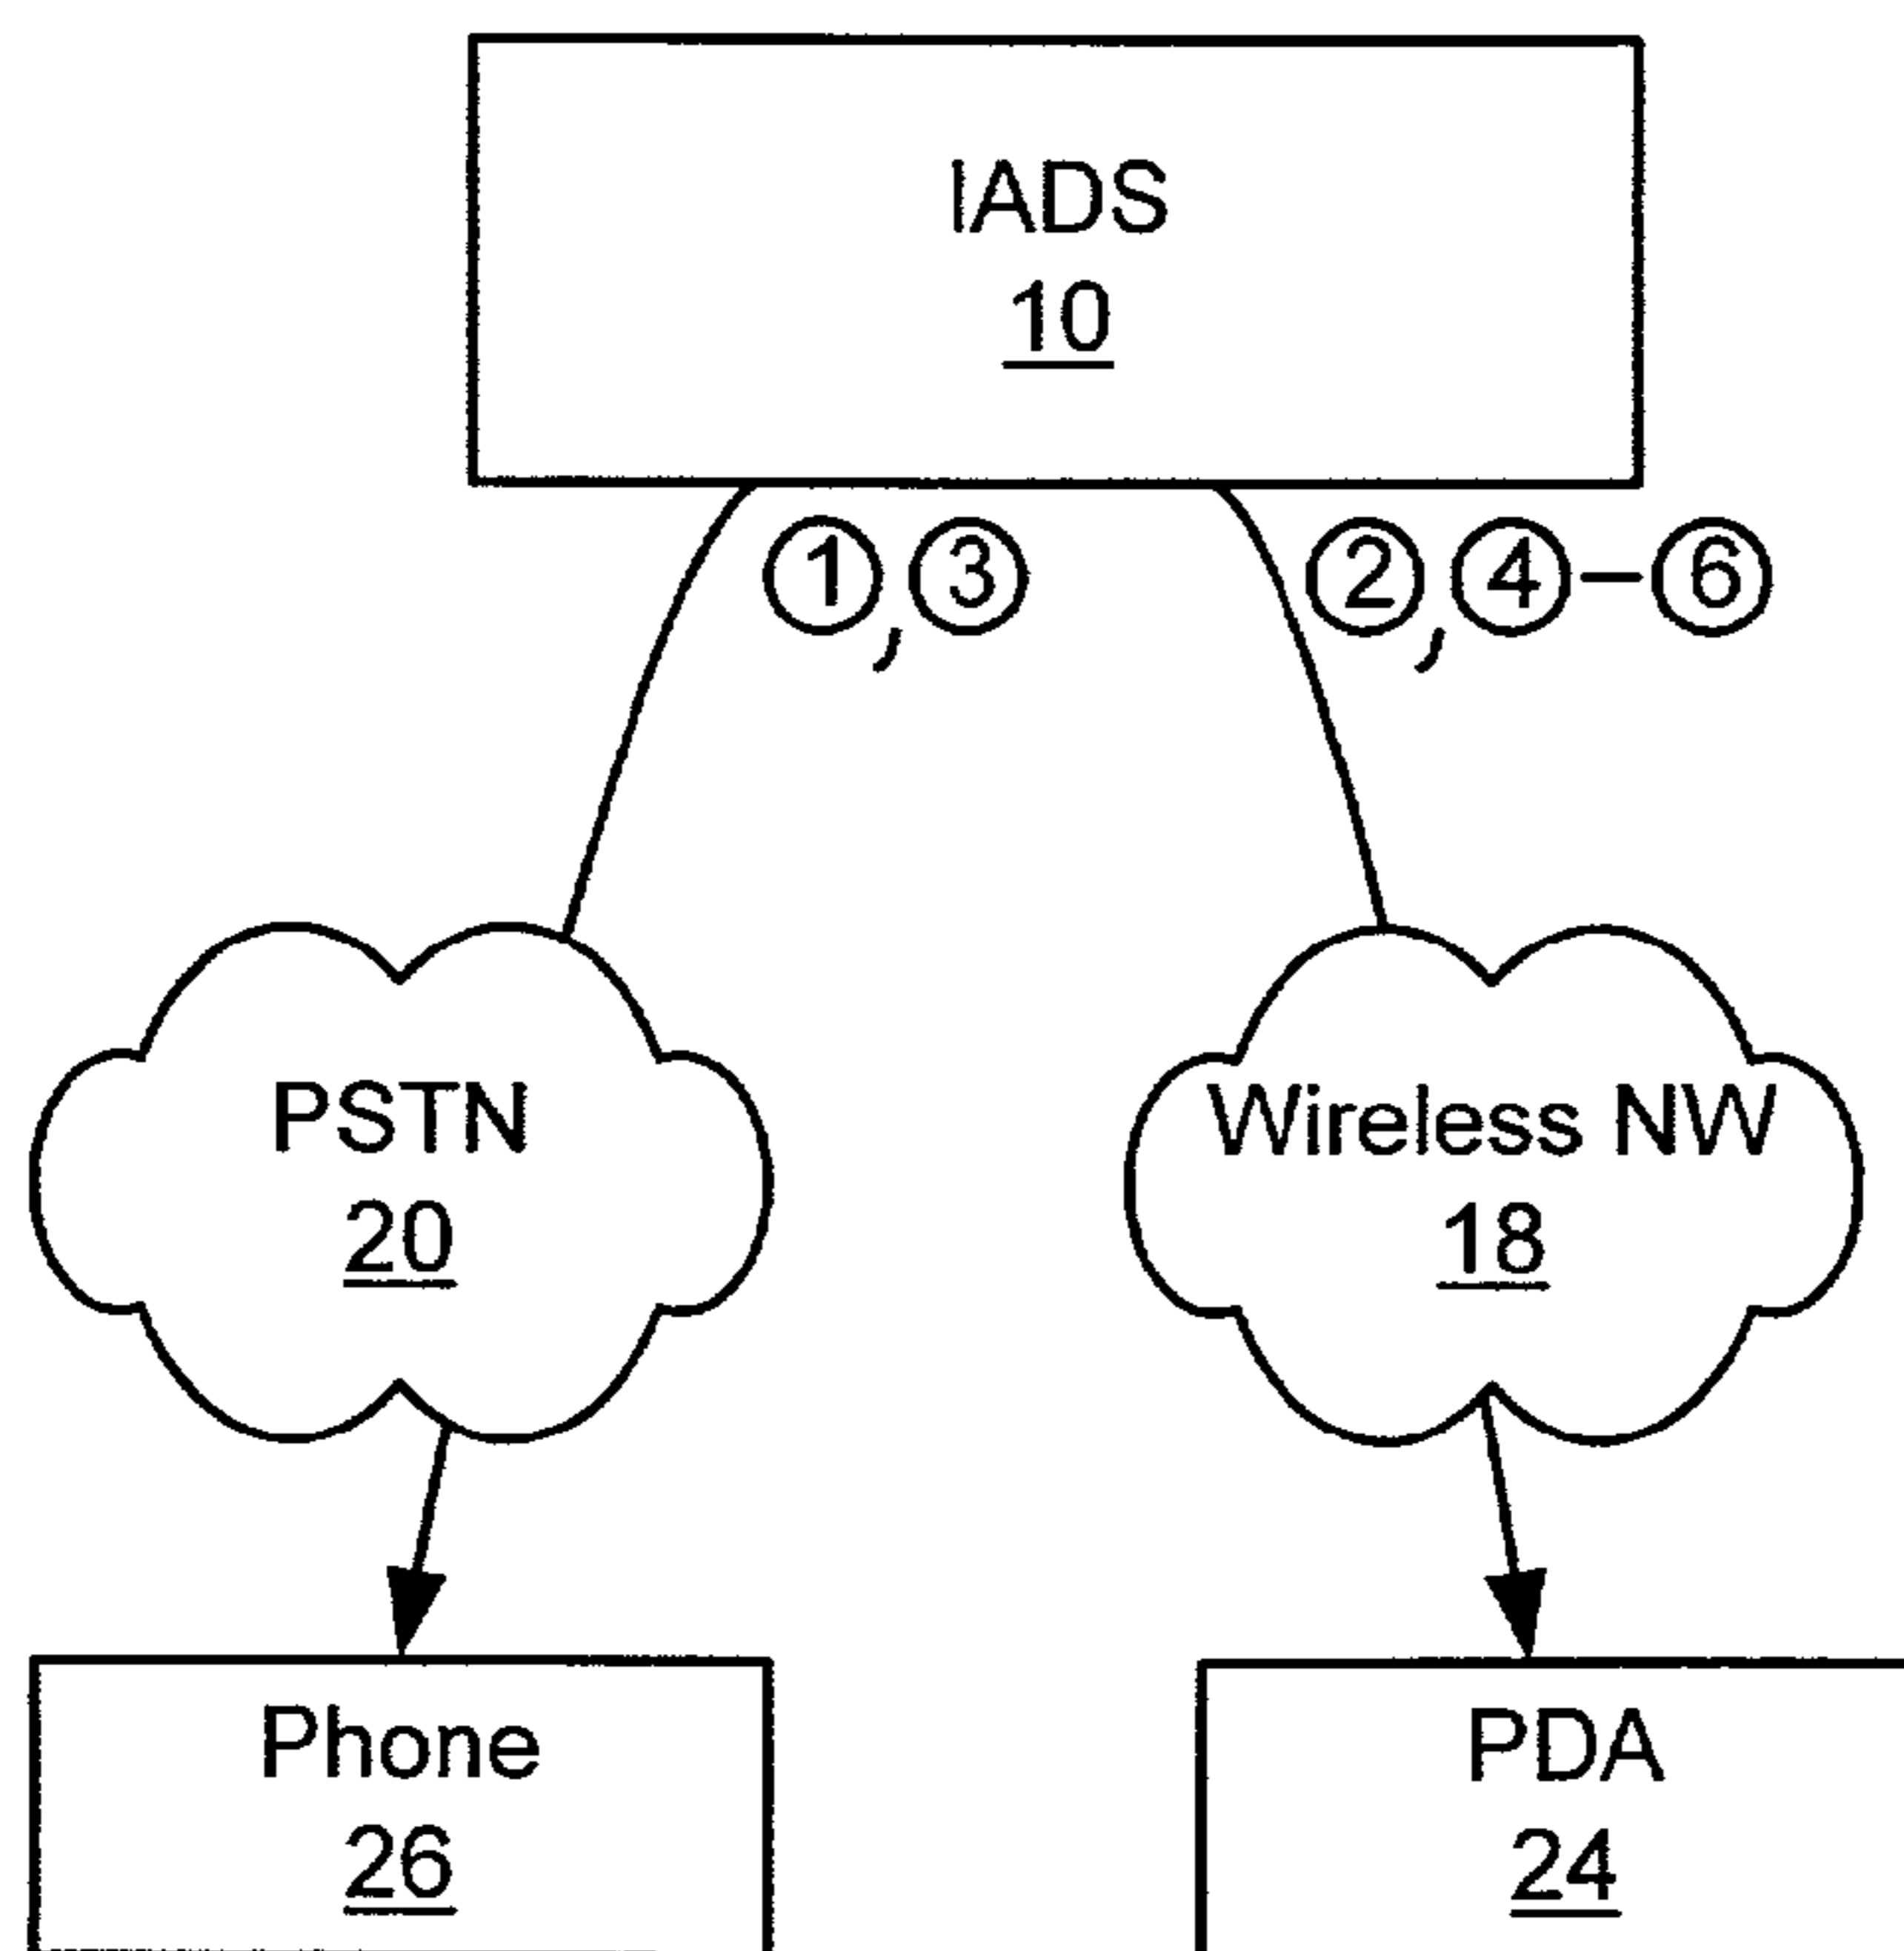 IADS
10
①,③
②,④–⑥
PSTN
20
Wireless NW
18
Phone
26
PDA
24